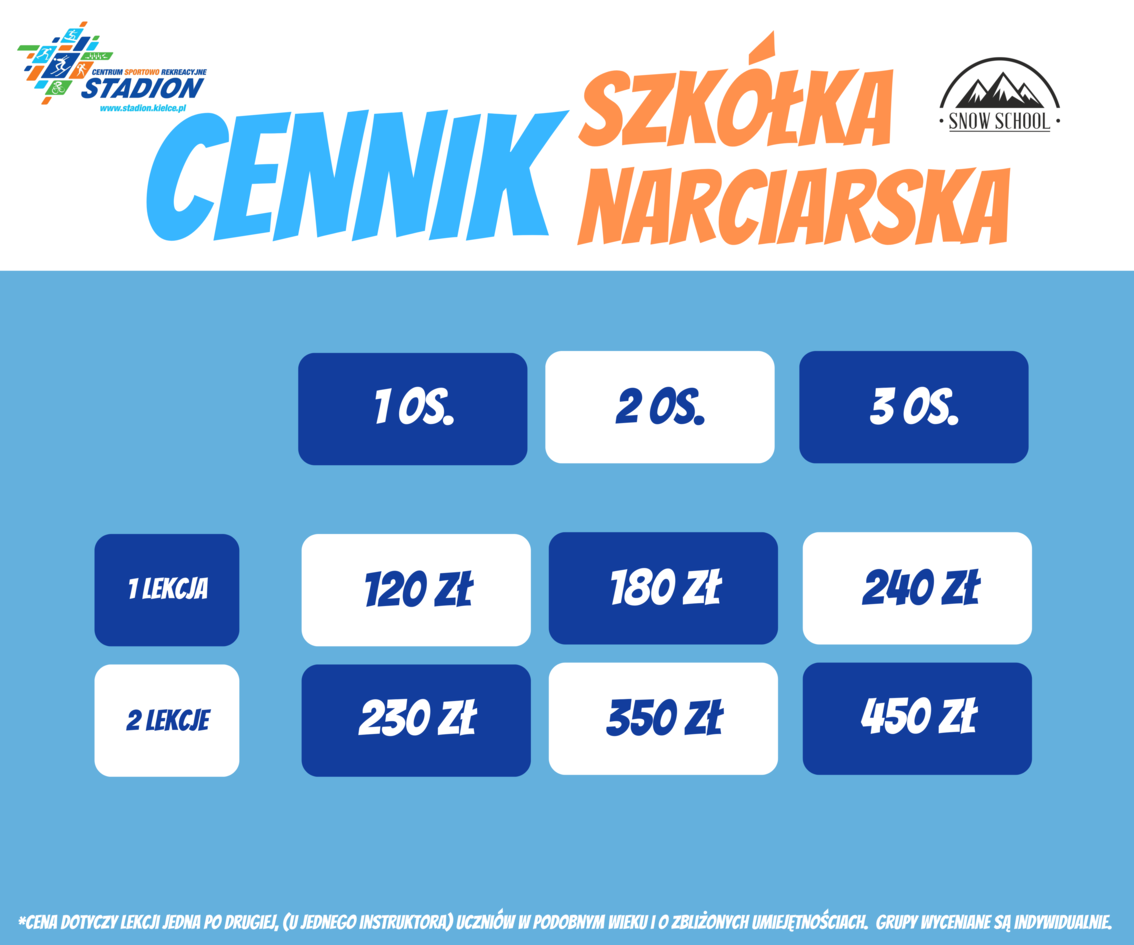 CENTRUM SPORTOWO REKREACYJNE
STADION
www.stadion.kielce.pl
CENNIK
SZKÓŁKA
NARCIARSKA
SNOW SCHOOL
1 OS. 2 OS. 3 OS.
1 LEKCJA 120 ZŁ 180 ZŁ 240 ZŁ
2 LEKCJE 230 ZŁ 350 ZŁ 450 ZŁ
*CENA DOTYCZY LEKCJI JEDNA PO DRUGIEJ, (U JEDNEGO INSTRUKTORA) UCZNIÓW W PODOBNYM WIEKU I O ZBLIŻONYCH UMIEJĘTNOŚCIACH. GRUPY WYCENIANE SĄ INDYWIDUALNIE.